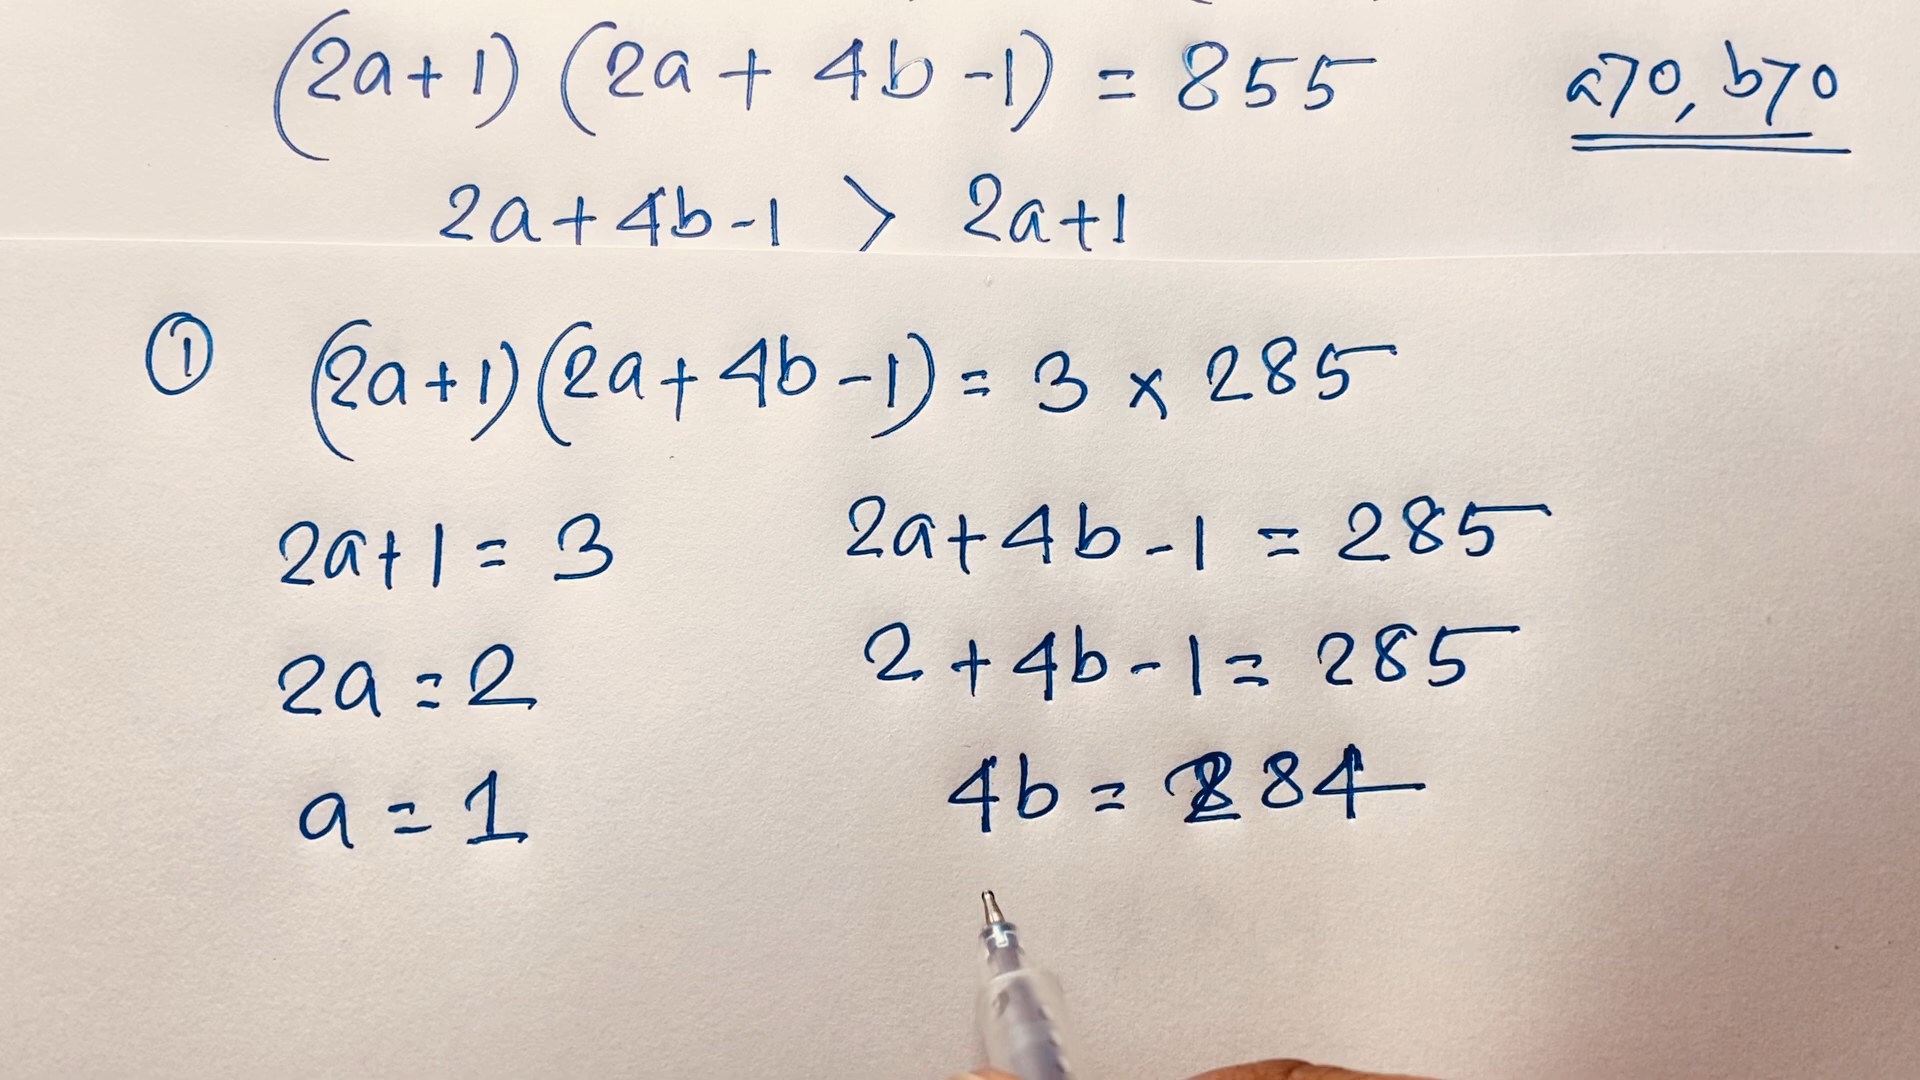 (2a+1) (2a + 4b -1) = 855 a>0, b>0
2a+4b-1 > 2a+1
① (2a+1)(2a+4b-1) = 3 × 285
2a+1 = 3 2a+4b-1 = 285
2a = 2 2+4b-1 = 285
a = 1 4b = 284